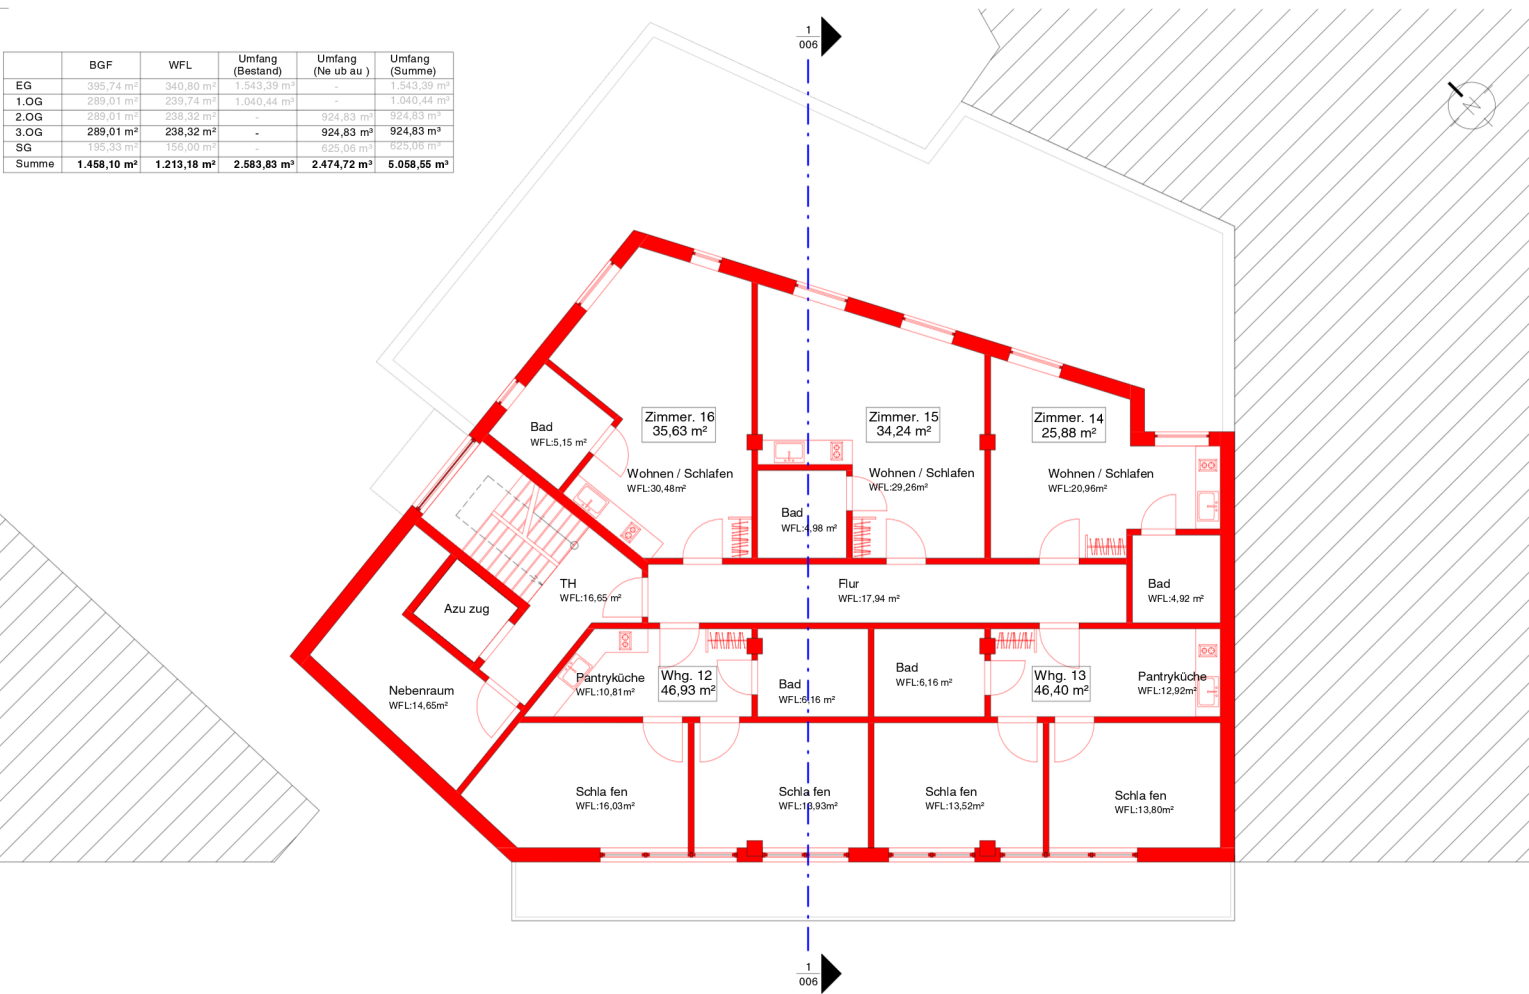 1
006
BGF WFL Umfang (Bestand) Umfang (Ne ub au ) Umfang (Summe)
EG 395,74 m² 340,80 m² 1.543,39 m³ - 1.543,39 m³
1.OG 289,01 m² 239,74 m² 1.040,44 m³ - 1.040,44 m³
2.OG 289,01 m² 238,32 m² - 924,83 m³ 924,83 m³
3.OG 289,01 m² 238,32 m² - 924,83 m³ 924,83 m³
SG 195,33 m² 156,00 m² - 625,06 m³ 625,06 m³
Summe 1.458,10 m² 1.213,18 m² 2.583,83 m³ 2.474,72 m³ 5.058,55 m³
N
Zimmer. 16
35,63 m²
Zimmer. 15
34,24 m²
Zimmer. 14
25,88 m²
Bad
WFL:5,15 m²
Wohnen / Schlafen
WFL:30,48m²
Wohnen / Schlafen
WFL:29,26m²
Wohnen / Schlafen
WFL:20,96m²
Bad
WFL:4,98 m²
TH
WFL:16,65 m²
Flur
WFL:17,94 m²
Bad
WFL:4,92 m²
Azu zug
Nebenraum
WFL:14,65m²
Pantryküche
WFL:10,81m²
Whg. 12
46,93 m²
Bad
WFL:6,16 m²
Bad
WFL:6,16 m²
Whg. 13
46,40 m²
Pantryküche
WFL:12,92m²
Schla fen
WFL:16,03m²
Schla fen
WFL:13,93m²
Schla fen
WFL:13,52m²
Schla fen
WFL:13,80m²
1
006